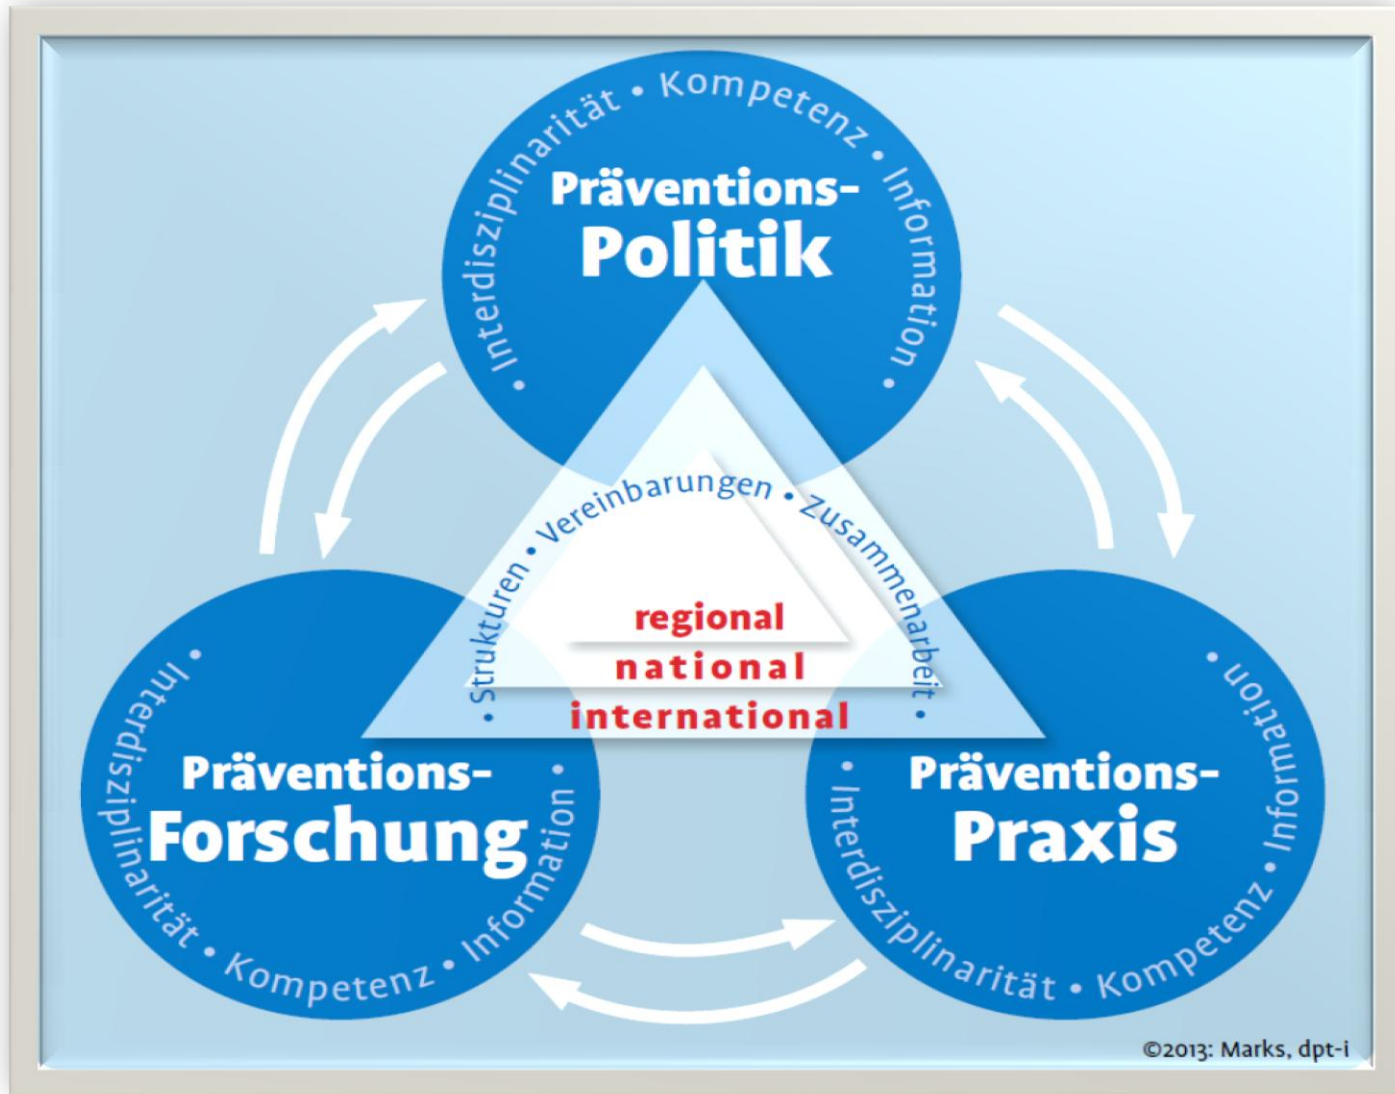 • Interdisziplinarität • Kompetenz • Information •
Präventions-
Politik
• Strukturen • Vereinbarungen • Zusammenarbeit •
regional
national
international
Präventions-
Forschung
• Interdisziplinarität • Kompetenz • Information •
Präventions-
Praxis
• Interdisziplinarität • Kompetenz • Information •
©2013: Marks, dpt-i